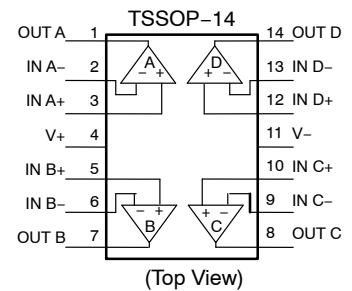 TSSOP−14
OUT A 1 14 OUT D
IN A− 2 A − + + − D 13 IN D−
IN A+ 3 12 IN D+
V+ 4 11 V−
IN B+ 5 10 IN C+
IN B− 6 − + + − 9 IN C−
OUT B 7 B C 8 OUT C
(Top View)